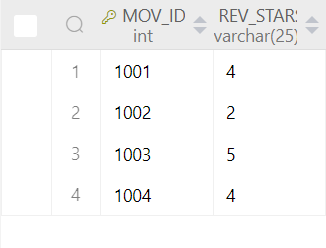 MOV_ID REV_STARS
int varchar(25)
1 1001 4
2 1002 2
3 1003 5
4 1004 4